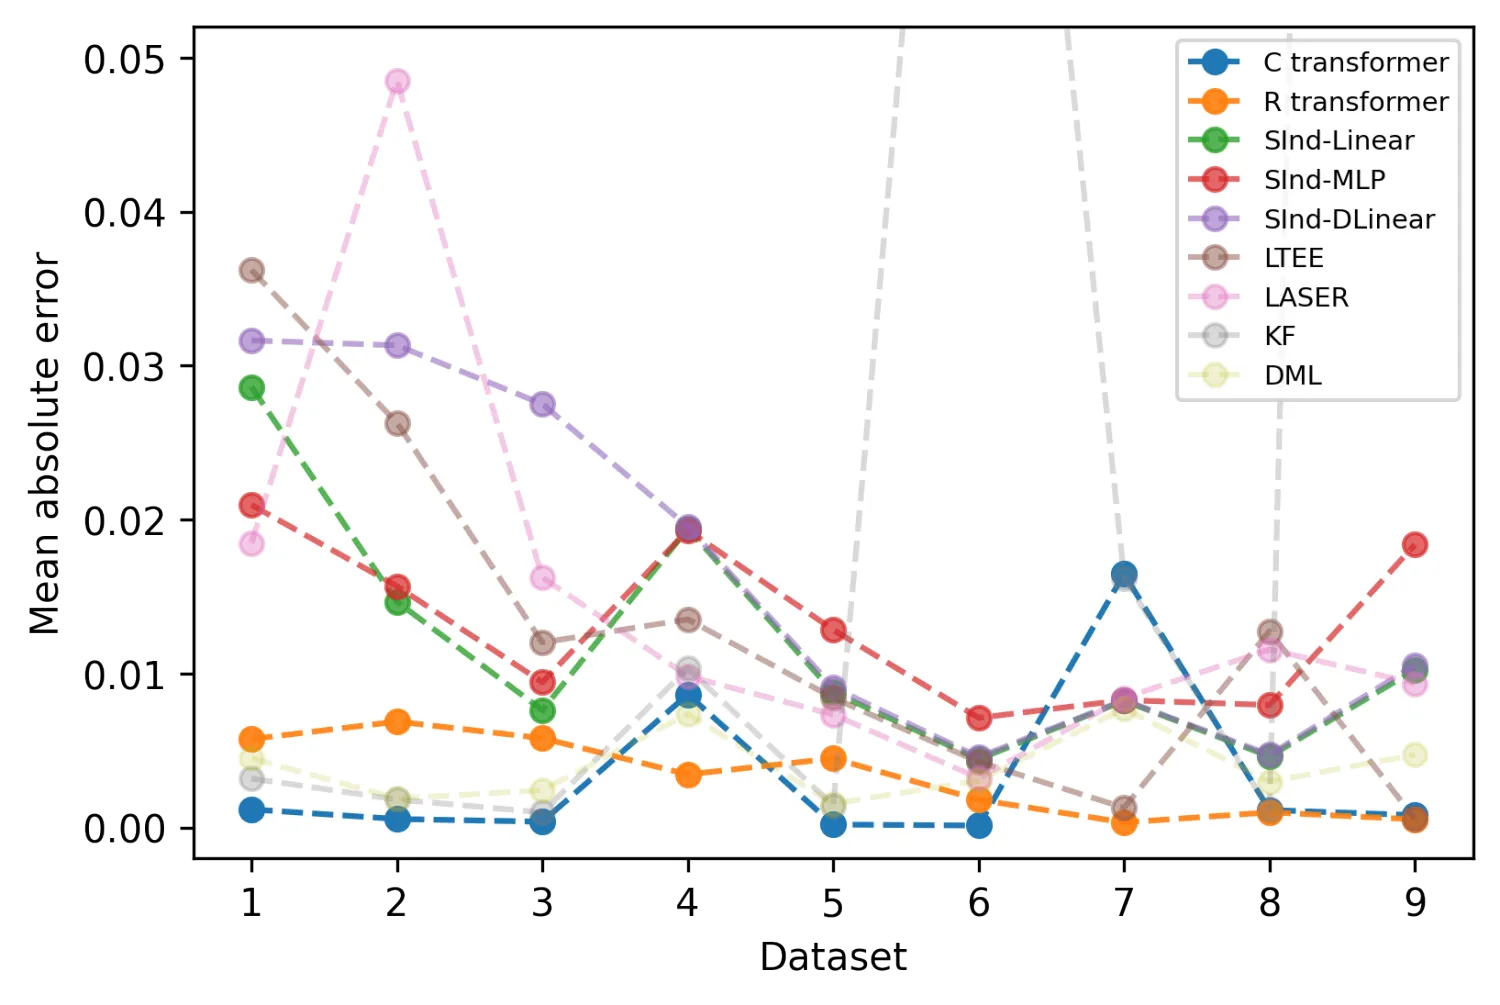 0.05
0.04
0.03
0.02
0.01
0.00
Mean absolute error
1 2 3 4 5 6 7 8 9
Dataset
C transformer
R transformer
SInd-Linear
SInd-MLP
SInd-DLinear
LTEE
LASER
KF
DML